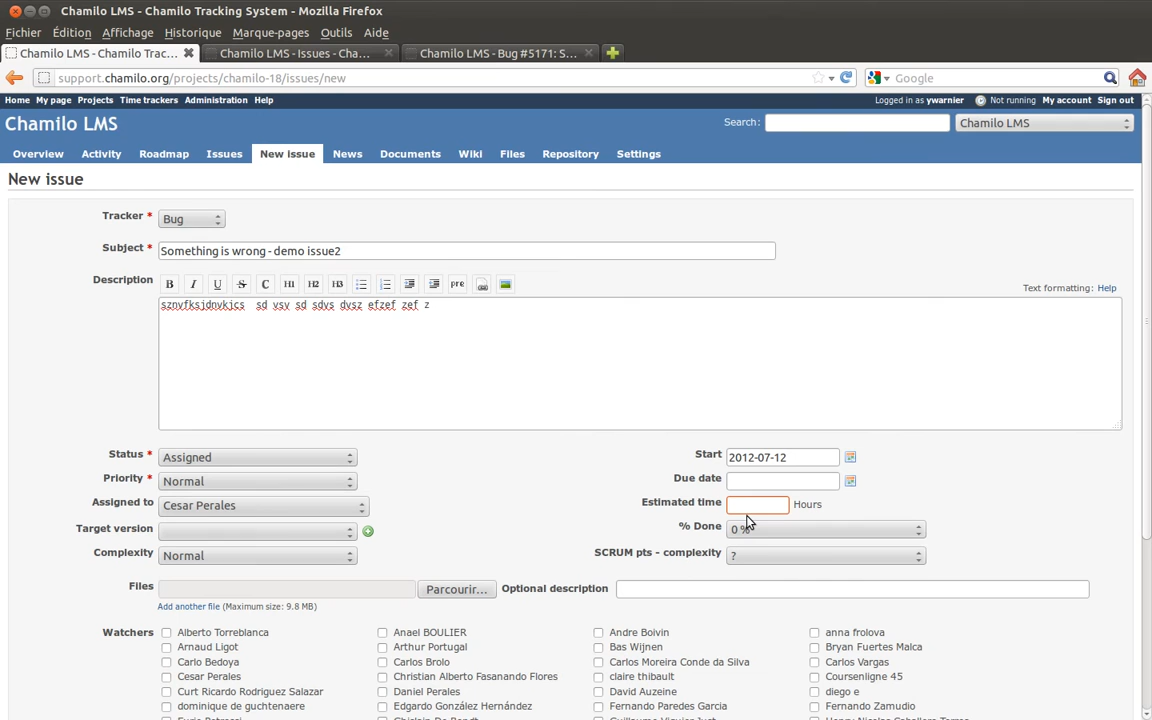 Chamilo LMS - Chamilo Tracking System - Mozilla Firefox
Fichier Édition Affichage Historique Marque-pages Outils Aide
Chamilo LMS - Chamilo Trac... Chamilo LMS - Issues - Cha... Chamilo LMS - Bug #5171: S...
support.chamilo.org/projects/chamilo-18/issues/new Google
Home My page Projects Time trackers Administration Help Logged in as ywarnier Not running My account Sign out
Chamilo LMS Search: Chamilo LMS
Overview Activity Roadmap Issues New issue News Documents Wiki Files Repository Settings
New issue
Tracker * Bug
Subject * Something is wrong - demo issue2
Description B I U S C H1 H2 H3 pre Text formatting: Help
sznvfksjdnvkjcs sd vsv sd sdvs dvsz efzef zef z
Status * Assigned Start 2012-07-12
Priority * Normal Due date
Assigned to Cesar Perales Estimated time Hours
Target version % Done 0 %
Complexity Normal SCRUM pts - complexity ?
Files Parcourir... Optional description
Add another file (Maximum size: 9.8 MB)
Watchers Alberto Torreblanca Anael BOULIER Andre Boivin anna frolova
Arnaud Ligot Arthur Portugal Bas Wijnen Bryan Fuertes Malca
Carlo Bedoya Carlos Brolo Carlos Moreira Conde da Silva Carlos Vargas
Cesar Perales Christian Alberto Fasanando Flores claire thibault Coursenligne 45
Curt Ricardo Rodriguez Salazar Daniel Perales David Auzeine diego e
dominique de guchtenaere Edgardo González Hernández Fernando Paredes Garcia Fernando Zamudio